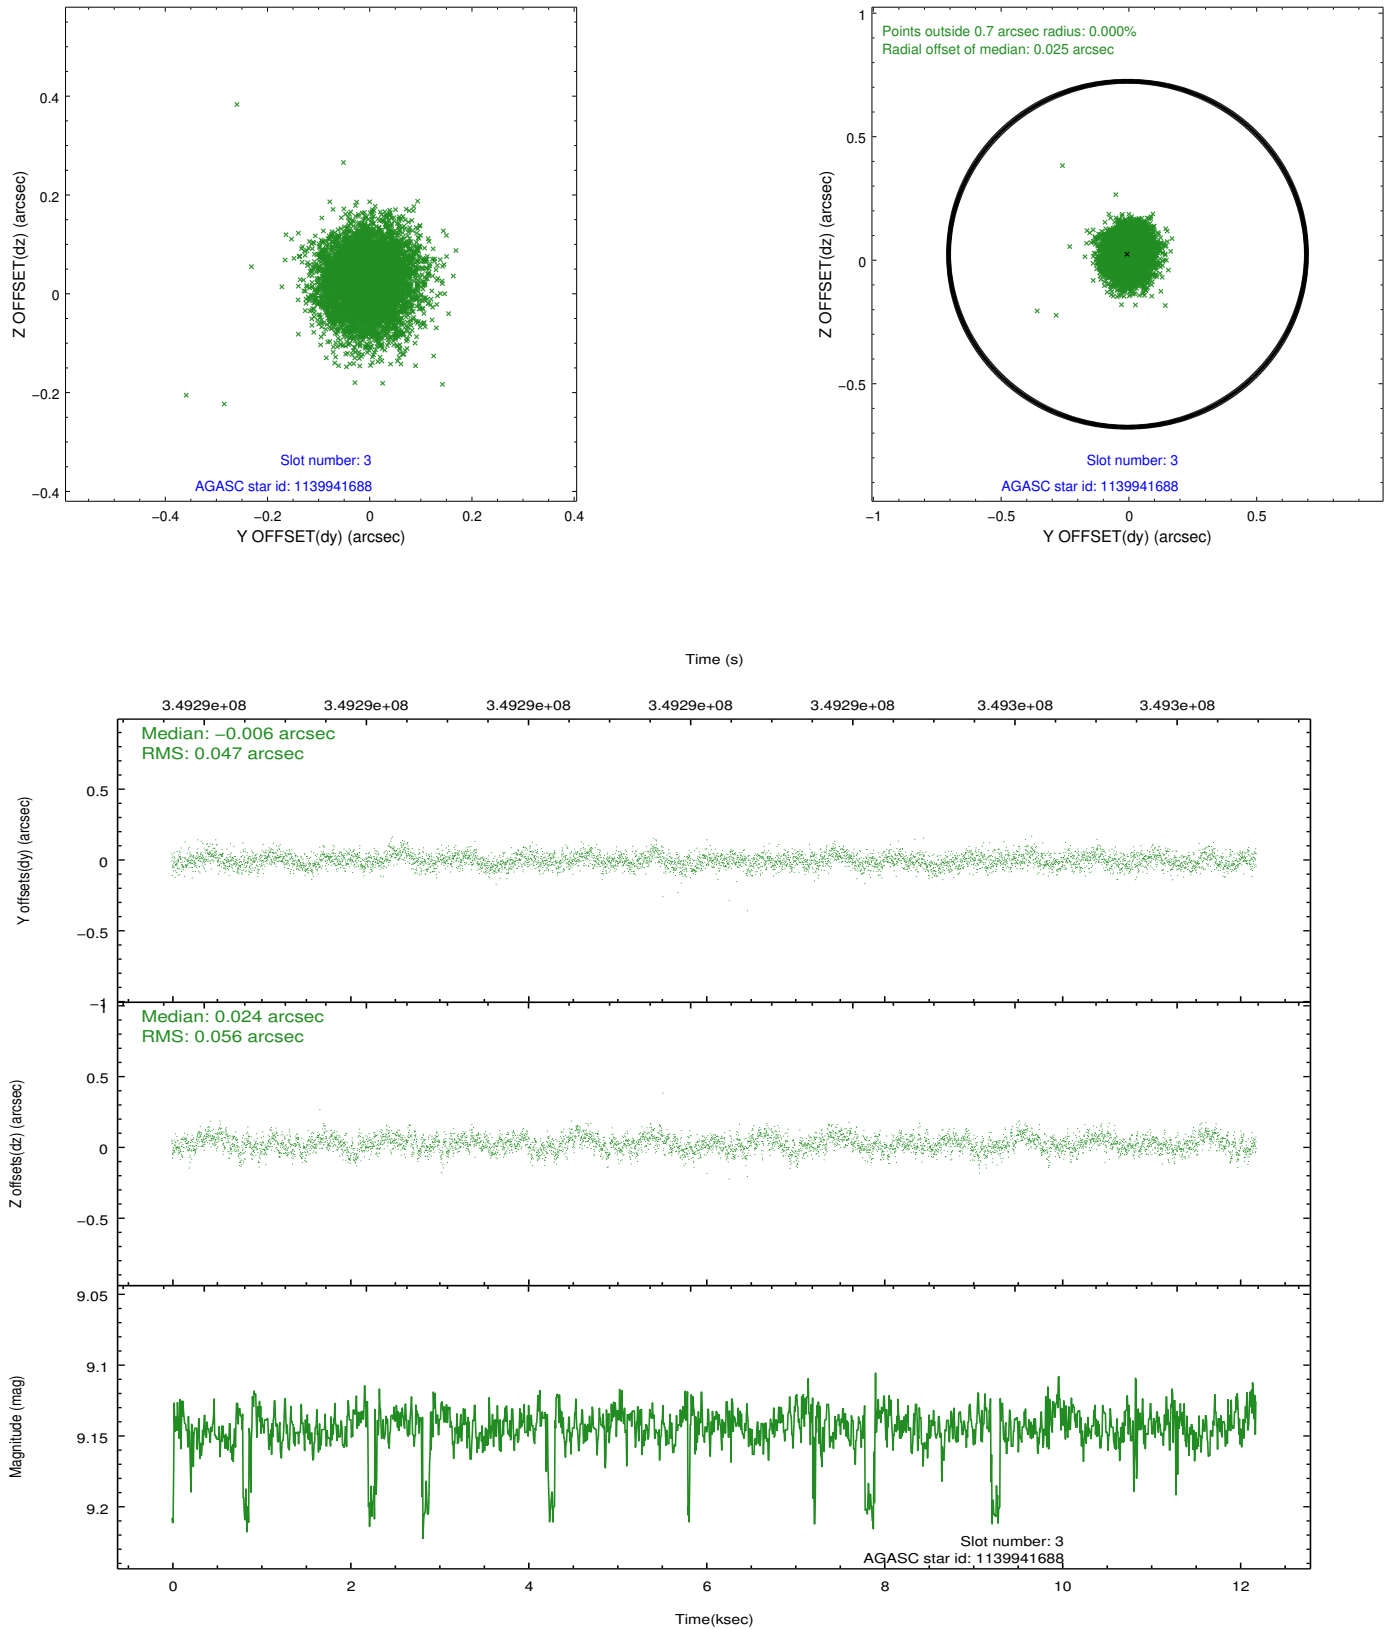 0.4
0.2
0
−0.2
−0.4
Z OFFSET(dz) (arcsec)
Slot number: 3
AGASC star id: 1139941688
−0.4 −0.2 0 0.2 0.4
Y OFFSET(dy) (arcsec)
Points outside 0.7 arcsec radius: 0.000%
Radial offset of median: 0.025 arcsec
1
0.5
0
−0.5
Z OFFSET(dz) (arcsec)
Slot number: 3
AGASC star id: 1139941688
−1 −0.5 0 0.5
Y OFFSET(dy) (arcsec)
Time (s)
3.4929e+08 3.4929e+08 3.4929e+08 3.4929e+08 3.4929e+08 3.493e+08 3.493e+08
Median: −0.006 arcsec
RMS: 0.047 arcsec
0.5
0
−0.5
−1
Y offsets(dy) (arcsec)
Median: 0.024 arcsec
RMS: 0.056 arcsec
1
0.5
0
−0.5
Z offsets(dz) (arcsec)
9.05
9.1
9.15
9.2
Magnitude (mag)
Slot number: 3
AGASC star id: 1139941688
0 2 4 6 8 10 12
Time(ksec)